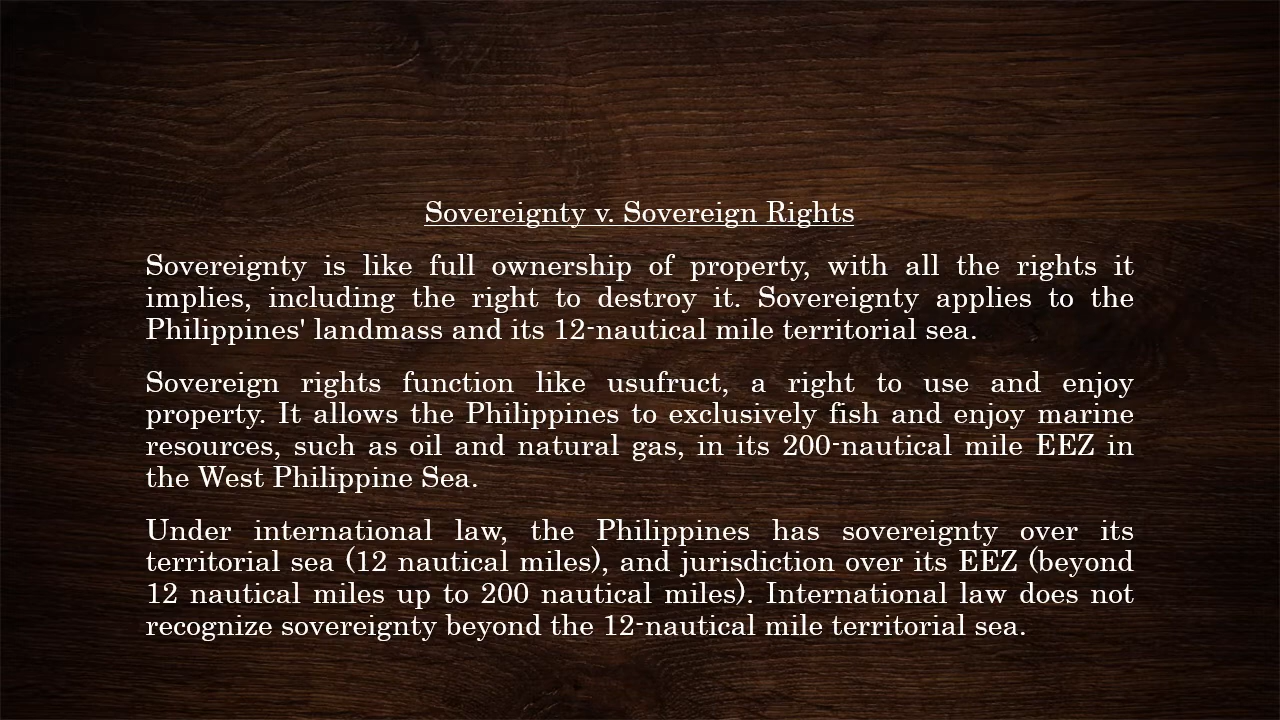 Sovereignty v. Sovereign Rights
Sovereignty is like full ownership of property, with all the rights it
implies, including the right to destroy it. Sovereignty applies to the
Philippines' landmass and its 12-nautical mile territorial sea.
Sovereign rights function like usufruct, a right to use and enjoy
property. It allows the Philippines to exclusively fish and enjoy marine
resources, such as oil and natural gas, in its 200-nautical mile EEZ in
the West Philippine Sea.
Under international law, the Philippines has sovereignty over its
territorial sea (12 nautical miles), and jurisdiction over its EEZ (beyond
12 nautical miles up to 200 nautical miles). International law does not
recognize sovereignty beyond the 12-nautical mile territorial sea.